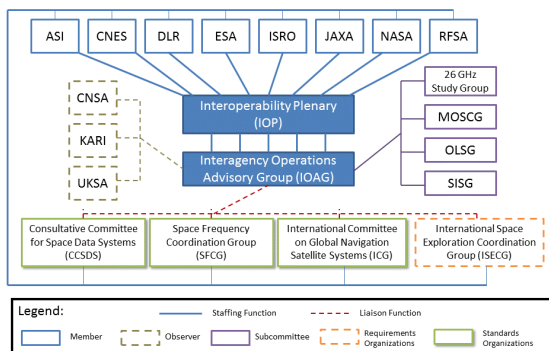 ASI CNES DLR ESA ISRO JAXA NASA RFSA
CNSA
KARI
UKSA
Interoperability Plenary
(IOP)
Interagency Operations
Advisory Group (IOAG)
26 GHz
Study Group
MOSCG
OLSG
SISG
Consultative Committee
for Space Data Systems
(CCSDS)
Space Frequency
Coordination Group
(SFCG)
International Committee
on Global Navigation
Satellite Systems (ICG)
International Space
Exploration Coordination
Group (ISECG)
Legend:
Staffing Function
Liaison Function
Member
Observer
Subcommittee
Requirements
Organizations
Standards
Organizations